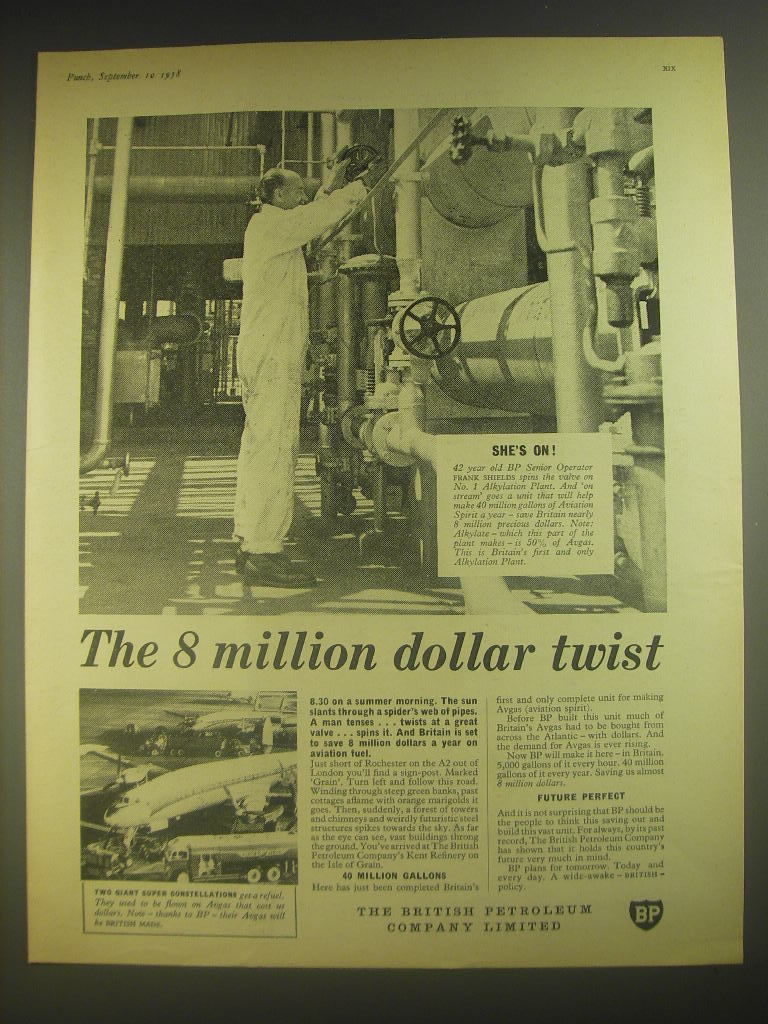 Punch, September 10 1958
xix
SHE'S ON!
42 year old BP Senior Operator
FRANK SHIELDS spins the valve on
No. 1 Alkylation Plant. And 'on
stream' goes a unit that will help
make 40 million gallons of Aviation
Spirit a year – save Britain nearly
8 million precious dollars. Note:
Alkylate – which this part of the
plant makes – is 50% of Avgas.
This is Britain's first and only
Alkylation Plant.
The 8 million dollar twist
TWO GIANT SUPER CONSTELLATIONS get a refuel.
They used to be flown on Avgas that cost us
dollars. Now – thanks to BP – their Avgas will
be BRITISH MADE.
8.30 on a summer morning. The sun
slants through a spider's web of pipes.
A man tenses . . . twists at a great
valve . . . spins it. And Britain is set
to save 8 million dollars a year on
aviation fuel.
Just short of Rochester on the A2 out of
London you'll find a sign-post. Marked
'Grain'. Turn left and follow this road.
Winding through steep green banks, past
cottages aflame with orange marigolds it
goes. Then, suddenly, a forest of towers
and chimneys and weirdly futuristic steel
structures spikes towards the sky. As far
as the eye can see, vast buildings throng
the ground. You've arrived at The British
Petroleum Company's Kent Refinery on
the Isle of Grain.
40 MILLION GALLONS
Here has just been completed Britain's
first and only complete unit for making
Avgas (aviation spirit).
Before BP built this unit much of
Britain's Avgas had to be bought from
across the Atlantic – with dollars. And
the demand for Avgas is ever rising.
Now BP will make it here – in Britain.
5,000 gallons of it every hour. 40 million
gallons of it every year. Saving us almost
8 million dollars.
FUTURE PERFECT
And it is not surprising that BP should be
the people to think this saving out and
build this vast unit. For always, by its past
record, The British Petroleum Company
has shown that it holds this country's
future very much in mind.
BP plans for tomorrow. Today and
every day. A wide-awake – BRITISH –
policy.
THE BRITISH PETROLEUM
COMPANY LIMITED
BP